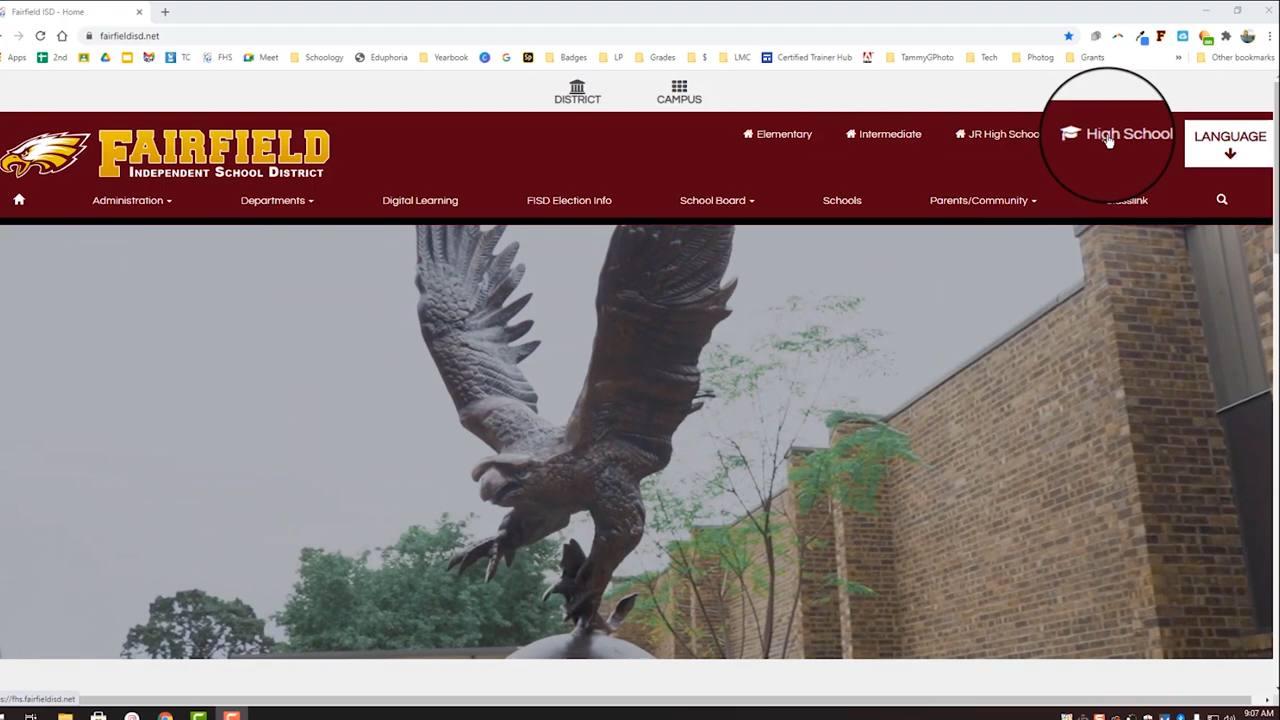 Fairfield ISD - Home
fairfieldisd.net
Apps 2nd TC FHS Meet Schoology Eduphoria Yearbook Badges LP Grades $ LMC Certified Trainer Hub TammyGPhoto Tech Photog Grants » Other bookmarks
DISTRICT CAMPUS
FAIRFIELD
INDEPENDENT SCHOOL DISTRICT
Elementary Intermediate JR High Schoo High School LANGUAGE
Administration Departments Digital Learning FISD Election Info School Board Schools Parents/Community
s://fhs.fairfieldisd.net
9:07 AM